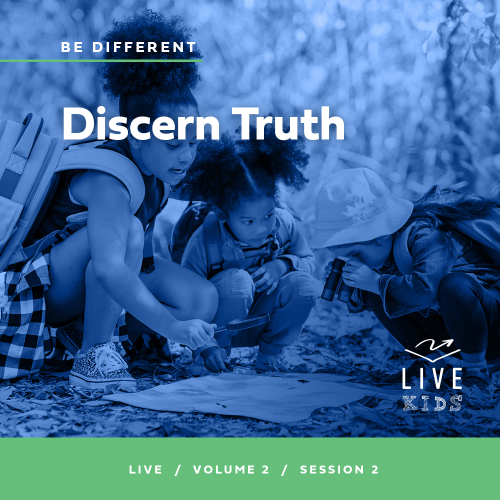 BE DIFFERENT
Discern Truth
LIVE
KIDS
LIVE / VOLUME 2 / SESSION 2